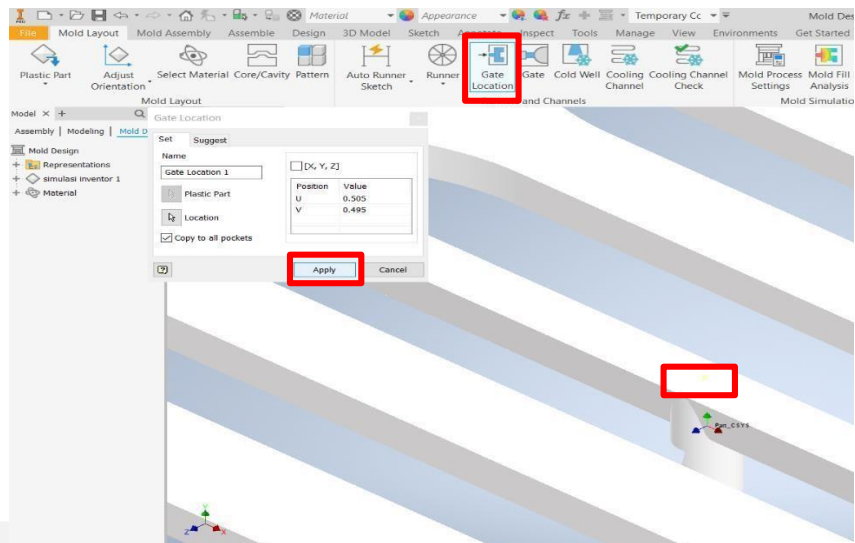 Material
Appearance
fx
Temporary Cc
Mold Des
File
Mold Layout
Mold Assembly
Assemble
Design
3D Model
Sketch
Annotate
Inspect
Tools
Manage
View
Environments
Get Started
Plastic Part
Adjust Orientation
Select Material
Core/Cavity
Pattern
Auto Runner Sketch
Runner
Gate Location
Gate
Cold Well
Cooling Channel
Cooling Channel Check
Mold Process Settings
Mold Fill Analysis
Mold Layout
and Channels
Mold Simulatio
Model
Assembly | Modeling | Mold D
Mold Design
Representations
simulasi inventor 1
Material
Gate Location
Set
Suggest
Name
Gate Location 1
[X, Y, Z]
Plastic Part
Position Value
U 0.505
V 0.495
Location
Copy to all pockets
Apply
Cancel
Part_CSYS
Y
Z
X